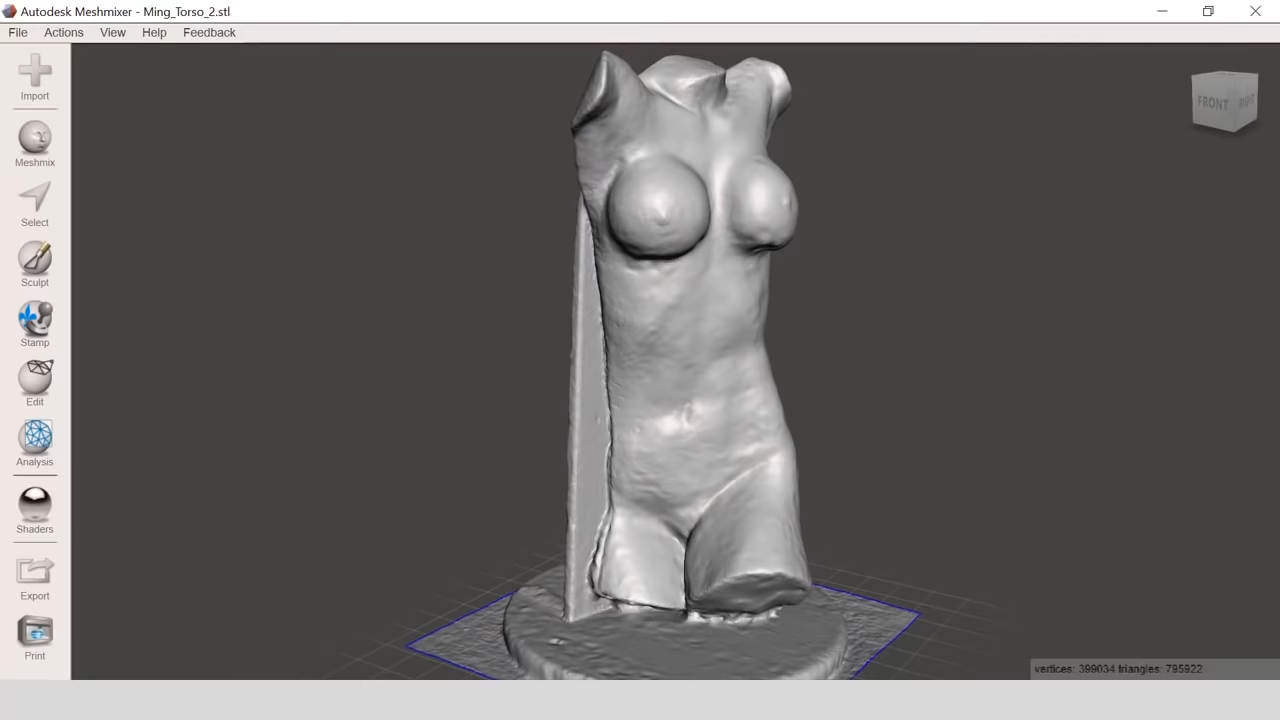 Autodesk Meshmixer - Ming_Torso_2.stl
File Actions View Help Feedback
Import
Meshmix
Select
Sculpt
Stamp
Edit
Analysis
Shaders
Export
Print
FRONT RIGHT
vertices: 399034 triangles: 795922